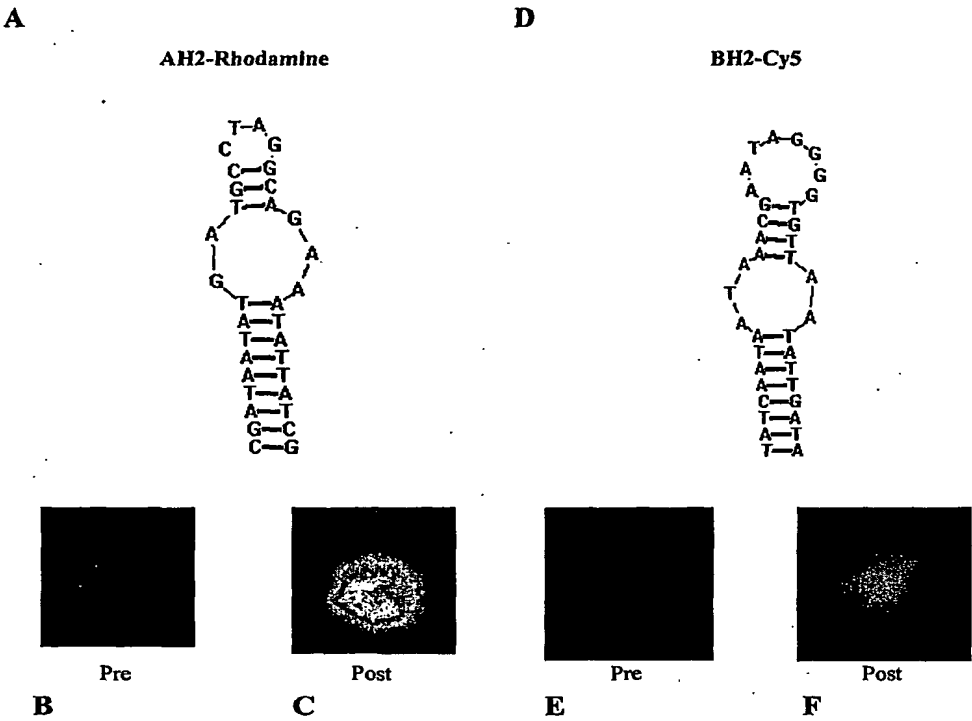 A
AH2-Rhodamine
T-A
C G
C G
G C
T A
G
A
A
G A
T A
A T
T A
A T
A T
T A
A T
G C
C G
Pre
B
Post
C
D
BH2-Cy5
T A G
G
A G
A G
G T
C G
A T
A A T
A
T
A A
A T
T A
A T
A T
C G
T A
A T
T A
Pre
E
Post
F